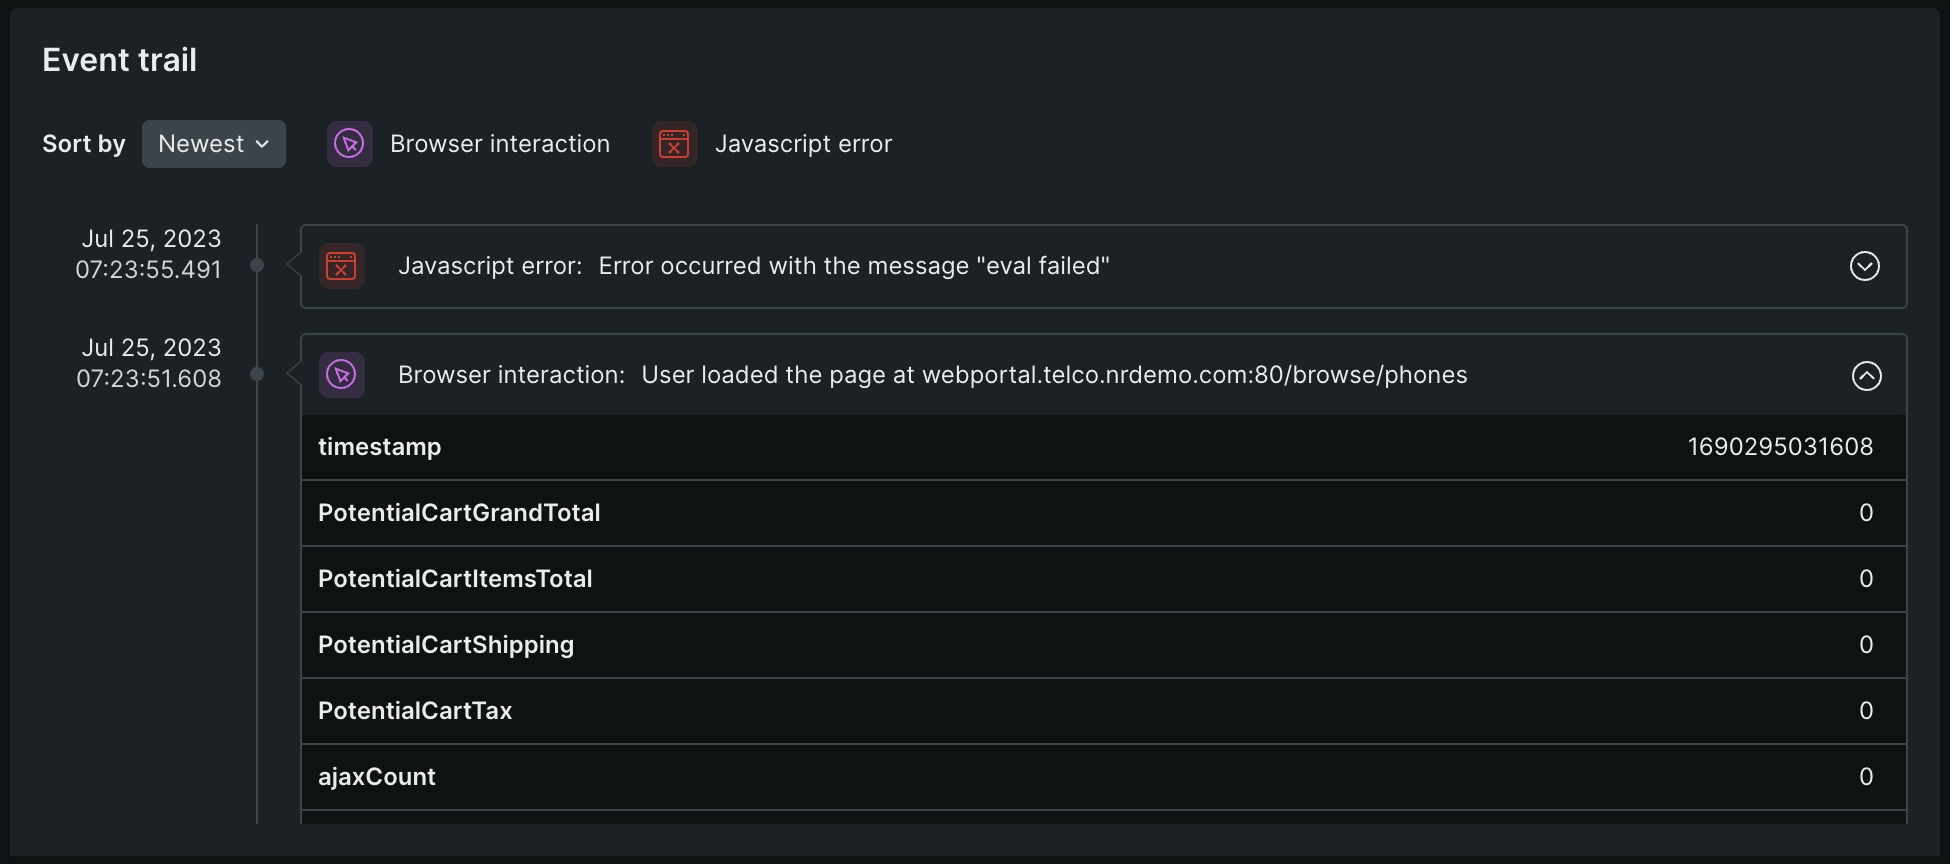 Event trail
Sort by Newest Browser interaction Javascript error
Jul 25, 2023
07:23:55.491
Javascript error: Error occurred with the message "eval failed"
Jul 25, 2023
07:23:51.608
Browser interaction: User loaded the page at webportal.telco.nrdemo.com:80/browse/phones
timestamp 1690295031608
PotentialCartGrandTotal 0
PotentialCartItemsTotal 0
PotentialCartShipping 0
PotentialCartTax 0
ajaxCount 0